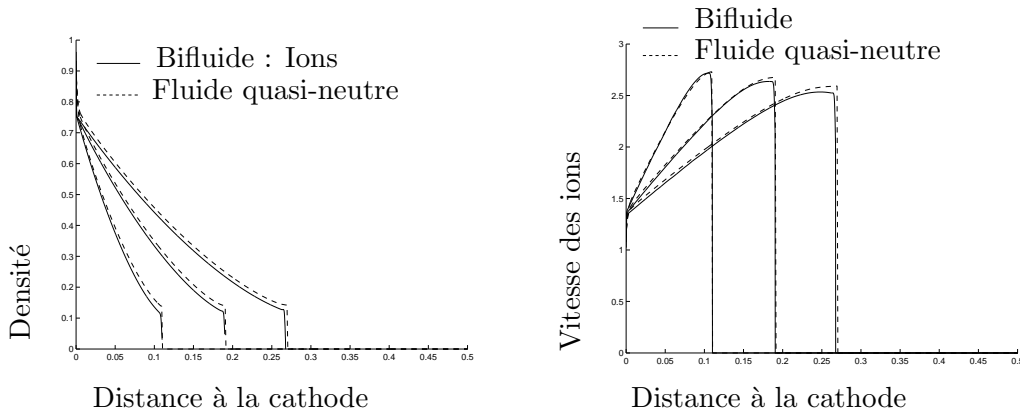 Bifluide : Ions
Fluide quasi-neutre
1
0.9
0.8
0.7
0.6
0.5
0.4
0.3
0.2
0.1
0
0 0.05 0.1 0.15 0.2 0.25 0.3 0.35 0.4 0.45 0.5
Densité
Distance à la cathode
Bifluide
Fluide quasi-neutre
3
2.5
2
1.5
1
0.5
0
0 0.05 0.1 0.15 0.2 0.25 0.3 0.35 0.4 0.45 0.5
Vitesse des ions
Distance à la cathode